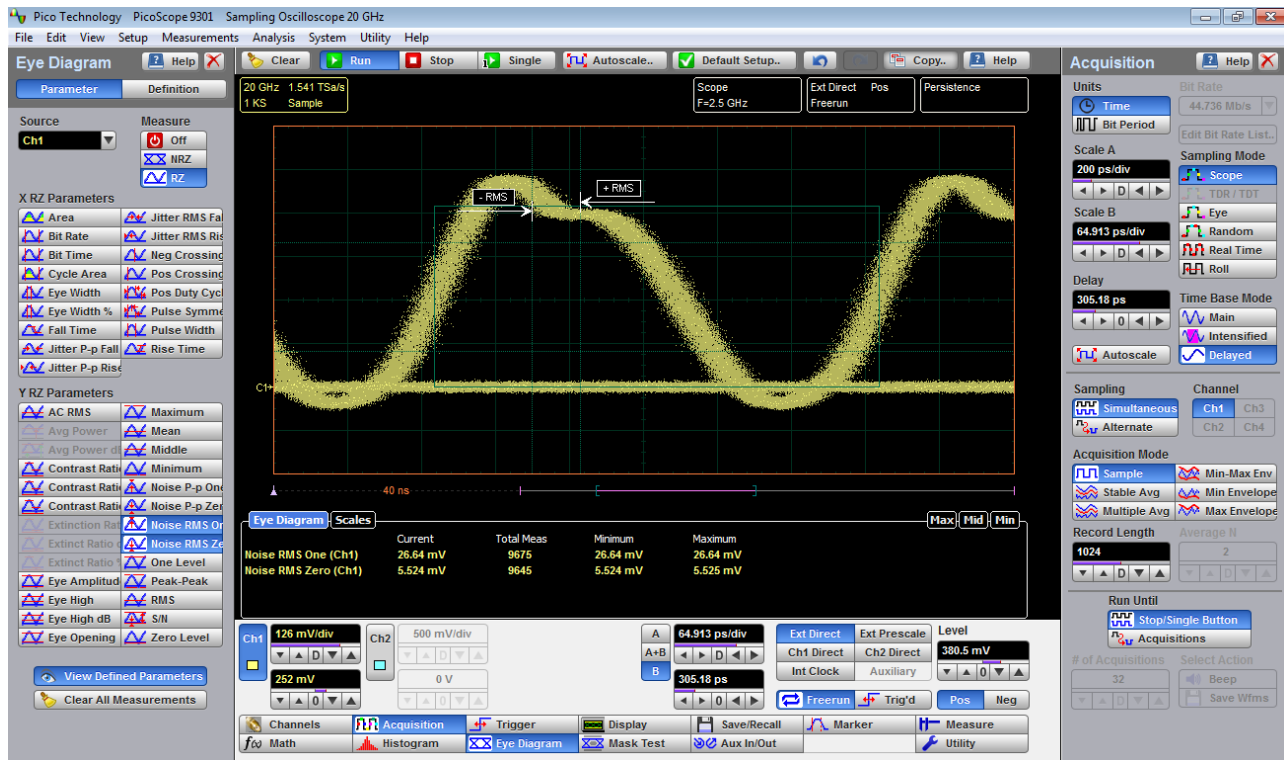 Pico Technology PicoScope 9301 Sampling Oscilloscope 20 GHz
File Edit View Setup Measurements Analysis System Utility Help
Eye Diagram Help
Parameter Definition
Source Measure
Ch1 Off
NRZ
RZ
X RZ Parameters
Area Jitter RMS Fal
Bit Rate Jitter RMS Ris
Bit Time Neg Crossing
Cycle Area Pos Crossing
Eye Width Pos Duty Cycl
Eye Width % Pulse Symme
Fall Time Pulse Width
Jitter P-p Fall Rise Time
Jitter P-p Rise
Y RZ Parameters
AC RMS Maximum
Avg Power Mean
Avg Power dB Middle
Contrast Rati Minimum
Contrast Rati Noise P-p One
Contrast Rati Noise P-p Zer
Extinction Rat Noise RMS On
Extinct Ratio Noise RMS Ze
Extinct Ratio One Level
Eye Amplitud Peak-Peak
Eye High RMS
Eye High dB S/N
Eye Opening Zero Level
View Defined Parameters
Clear All Measurements
Clear Run Stop Single Autoscale.. Default Setup.. Copy.. Help
20 GHz 1.541 TSa/s
1 KS Sample
Scope
F=2.5 GHz
Ext Direct Pos
Freerun
Persistence
- RMS
+ RMS
C1
40 ns
Eye Diagram Scales Max Mid Min
Current Total Meas Minimum Maximum
Noise RMS One (Ch1) 26.64 mV 9675 26.64 mV 26.64 mV
Noise RMS Zero (Ch1) 5.524 mV 9645 5.524 mV 5.525 mV
Ch1 126 mV/div Ch2 500 mV/div A 64.913 ps/div Ext Direct Ext Prescale Level
D D A+B D Ch1 Direct Ch2 Direct 380.5 mV
252 mV 0 V B 305.18 ps Int Clock Auxiliary 0
0 0 0 Freerun Trig'd Pos Neg
Channels Acquisition Trigger Display Save/Recall Marker Measure
f(x) Math Histogram Eye Diagram Mask Test Aux In/Out Utility
Acquisition Help
Units Bit Rate
Time 44.736 Mb/s
Bit Period Edit Bit Rate List..
Scale A Sampling Mode
200 ps/div Scope
D TDR / TDT
Scale B Eye
64.913 ps/div Random
D Real Time
Roll
Delay
305.18 ps Time Base Mode
0 Main
Intensified
Autoscale Delayed
Sampling Channel
Simultaneous Ch1 Ch3
Alternate Ch2 Ch4
Acquisition Mode
Sample Min-Max Env
Stable Avg Min Envelope
Multiple Avg Max Envelope
Record Length Average N
1024 2
D D
Run Until
Stop/Single Button
Acquisitions
# of Acquisitions Select Action
32 Beep
D Save Wfms